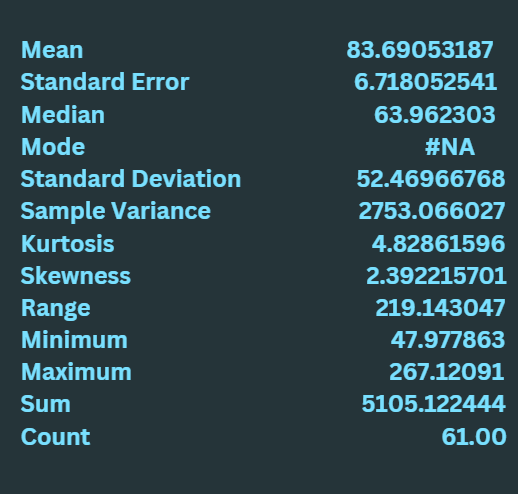 Mean 83.69053187
Standard Error 6.718052541
Median 63.962303
Mode #NA
Standard Deviation 52.46966768
Sample Variance 2753.066027
Kurtosis 4.82861596
Skewness 2.392215701
Range 219.143047
Minimum 47.977863
Maximum 267.12091
Sum 5105.122444
Count 61.00